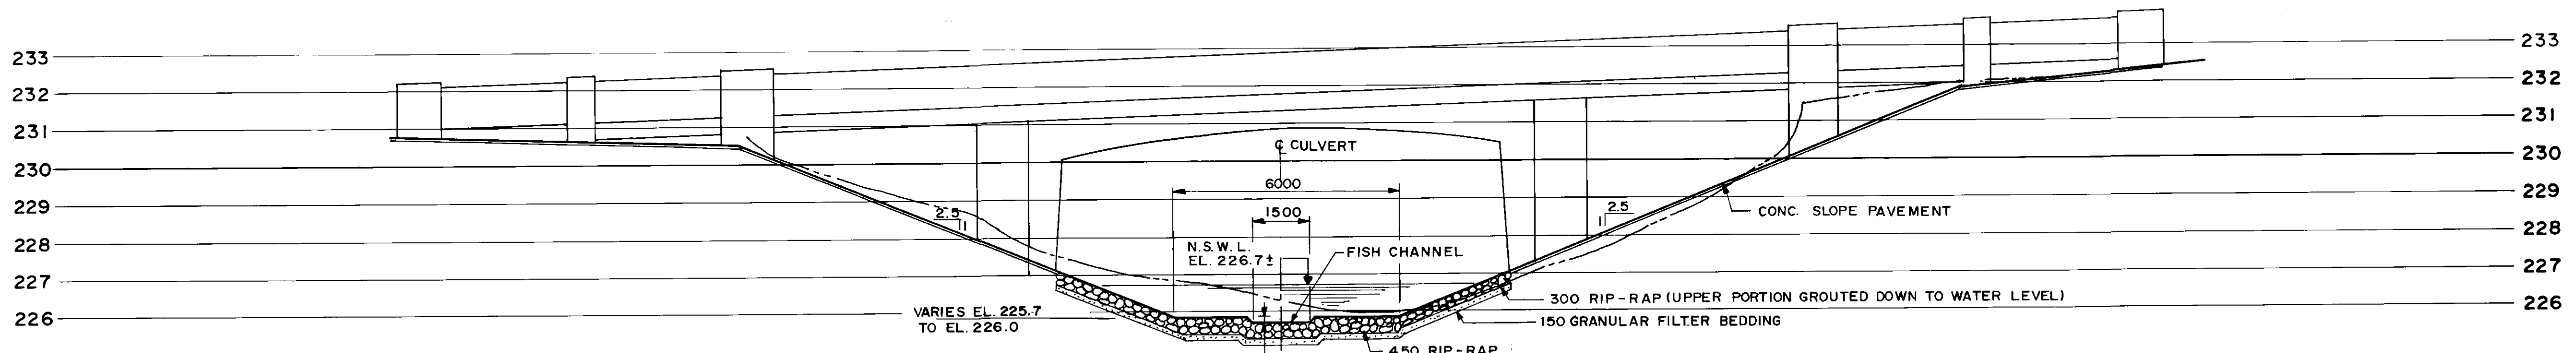 233 233
232 232
231 231
230 230
229 229
228 228
227 227
226 226
℄ CULVERT
6000
1500
2.5
1
2.5
1
CONC. SLOPE PAVEMENT
N.S.W.L.
EL. 226.7±
FISH CHANNEL
VARIES EL. 225.7
TO EL. 226.0
300 RIP-RAP (UPPER PORTION GROUTED DOWN TO WATER LEVEL)
150 GRANULAR FILTER BEDDING
450 RIP-RAP